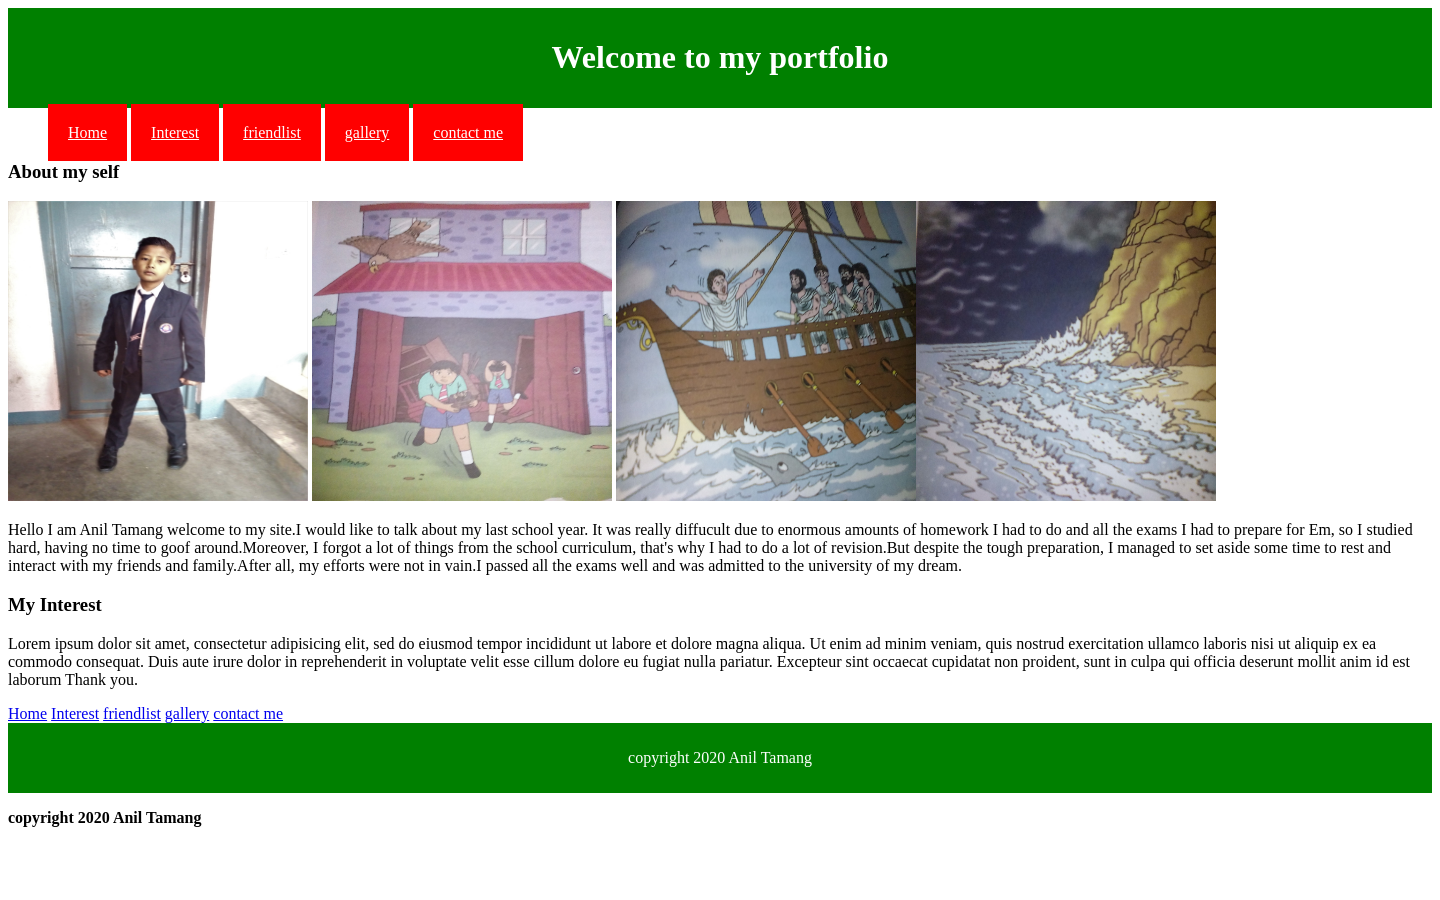 Welcome to my portfolio
Home Interest friendlist gallery contact me
About my self
Hello I am Anil Tamang welcome to my site.I would like to talk about my last school year. It was really diffucult due to enormous amounts of homework I had to do and all the exams I had to prepare for Em, so I studied
hard, having no time to goof around.Moreover, I forgot a lot of things from the school curriculum, that's why I had to do a lot of revision.But despite the tough preparation, I managed to set aside some time to rest and
interact with my friends and family.After all, my efforts were not in vain.I passed all the exams well and was admitted to the university of my dream.
My Interest
Lorem ipsum dolor sit amet, consectetur adipisicing elit, sed do eiusmod tempor incididunt ut labore et dolore magna aliqua. Ut enim ad minim veniam, quis nostrud exercitation ullamco laboris nisi ut aliquip ex ea
commodo consequat. Duis aute irure dolor in reprehenderit in voluptate velit esse cillum dolore eu fugiat nulla pariatur. Excepteur sint occaecat cupidatat non proident, sunt in culpa qui officia deserunt mollit anim id est
laborum Thank you.
Home Interest friendlist gallery contact me
copyright 2020 Anil Tamang
copyright 2020 Anil Tamang